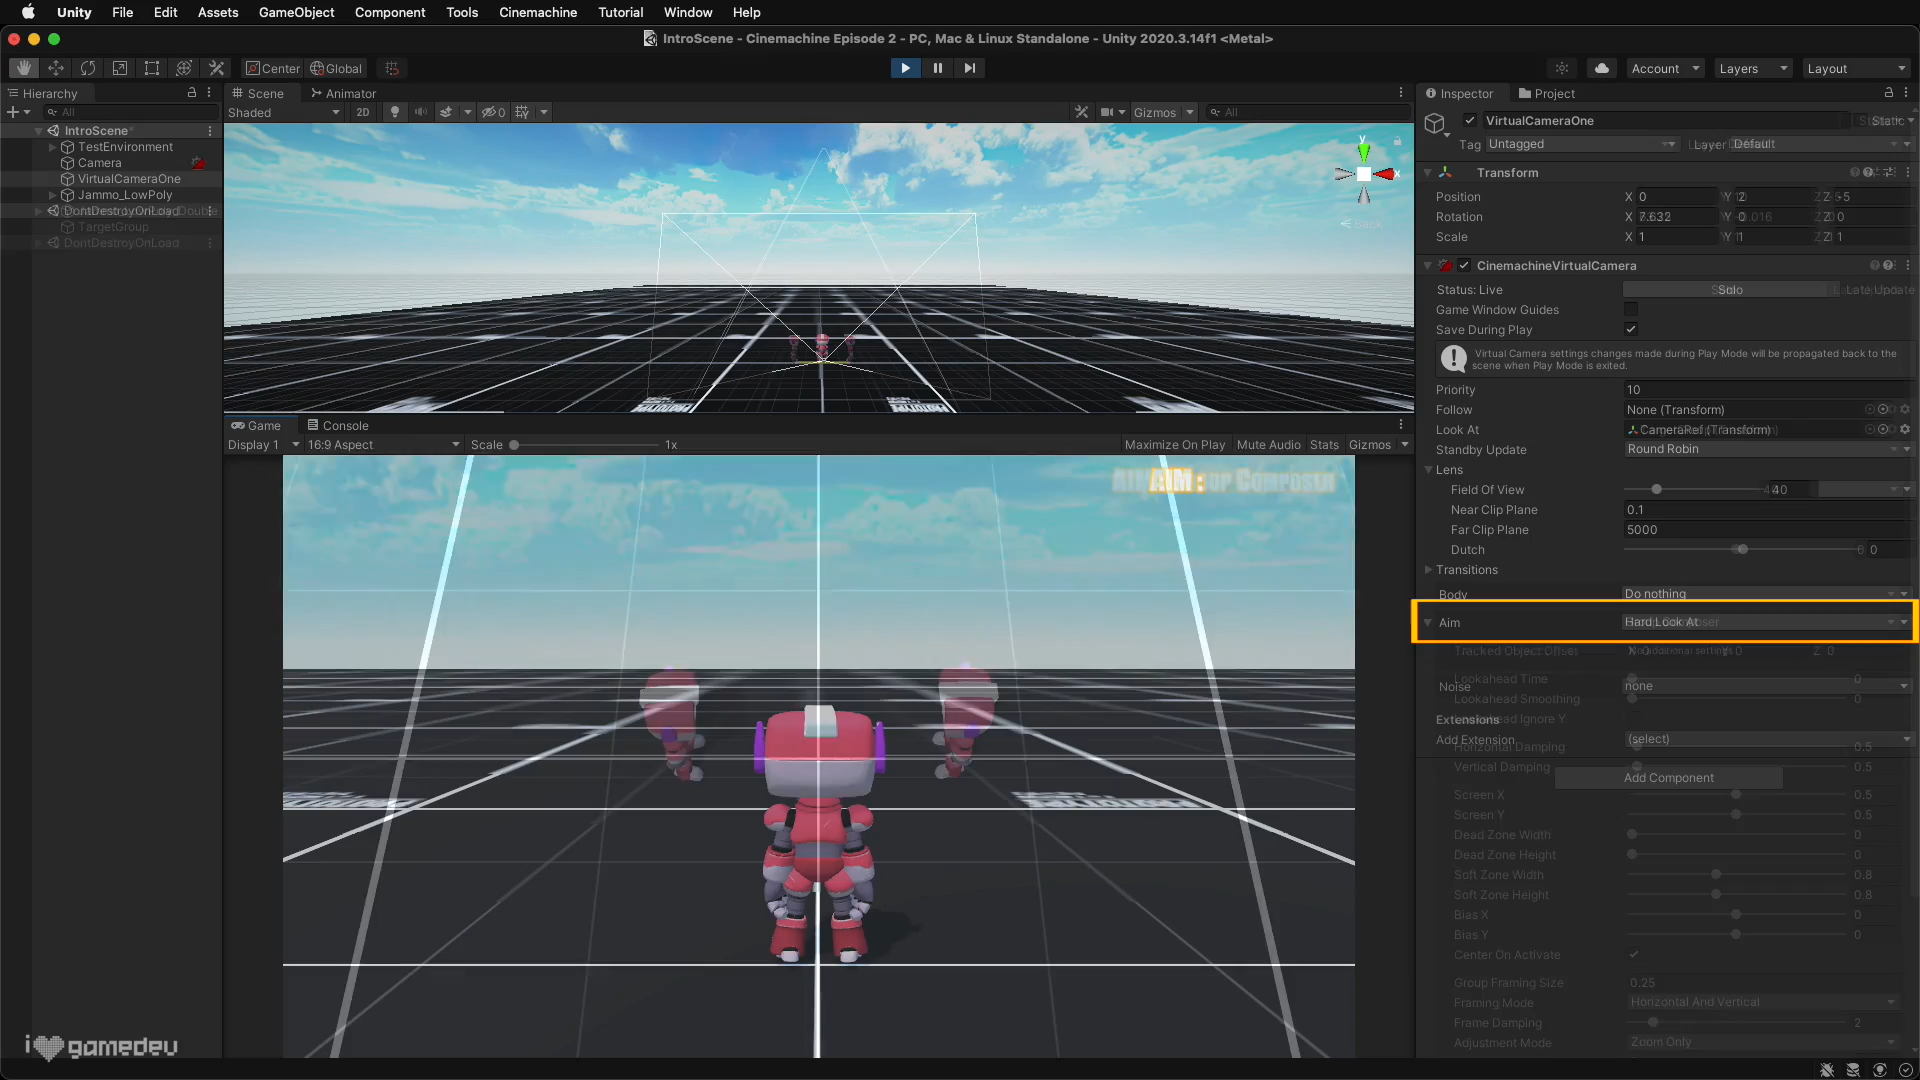 Unity File Edit Assets GameObject Component Tools Cinemachine Tutorial Window Help
IntroScene - Cinemachine Episode 2 - PC, Mac & Linux Standalone - Unity 2020.3.14f1 <Metal>
Center Global Account Layers Layout
Hierarchy
All
IntroScene*
TestEnvironment
Camera
VirtualCameraOne
Jammo_LowPoly
DontDestroyOnLoad
TargetGroup
DontDestroyOnLoad
Scene Animator
Shaded 2D 0 Gizmos All
y
x
Back
Game Console
Display 1 16:9 Aspect Scale 1x Maximize On Play Mute Audio Stats Gizmos
AIM :
i gamedev
Inspector Project
VirtualCameraOne Static
Tag Untagged Layer Default
Transform
Position X 0 Y 2 Z -5
Rotation X 7.632 Y 0 Z 0
Scale X 1 Y 1 Z 1
CinemachineVirtualCamera
Status: Live Solo Late Update
Game Window Guides
Save During Play
Virtual Camera settings changes made during Play Mode will be propagated back to the
scene when Play Mode is exited.
Priority 10
Follow None (Transform)
Look At CameraRef (Transform)
Standby Update Round Robin
Lens
Field Of View 40
Near Clip Plane 0.1
Far Clip Plane 5000
Dutch 0
Transitions
Body Do nothing
Aim Hard Look At
Tracked Object Offset X 0 Y 0 Z 0
No additional settings
Lookahead Time 0
Noise none
Lookahead Smoothing 0
Extensions
Lookahead Ignore Y
Add Extension (select)
Horizontal Damping 0.5
Vertical Damping 0.5
Add Component
Screen X 0.5
Screen Y 0.5
Dead Zone Width 0
Dead Zone Height 0
Soft Zone Width 0.8
Soft Zone Height 0.8
Bias X 0
Bias Y 0
Center On Activate
Group Framing Size 0.25
Framing Mode Horizontal And Vertical
Frame Damping 2
Adjustment Mode Zoom Only